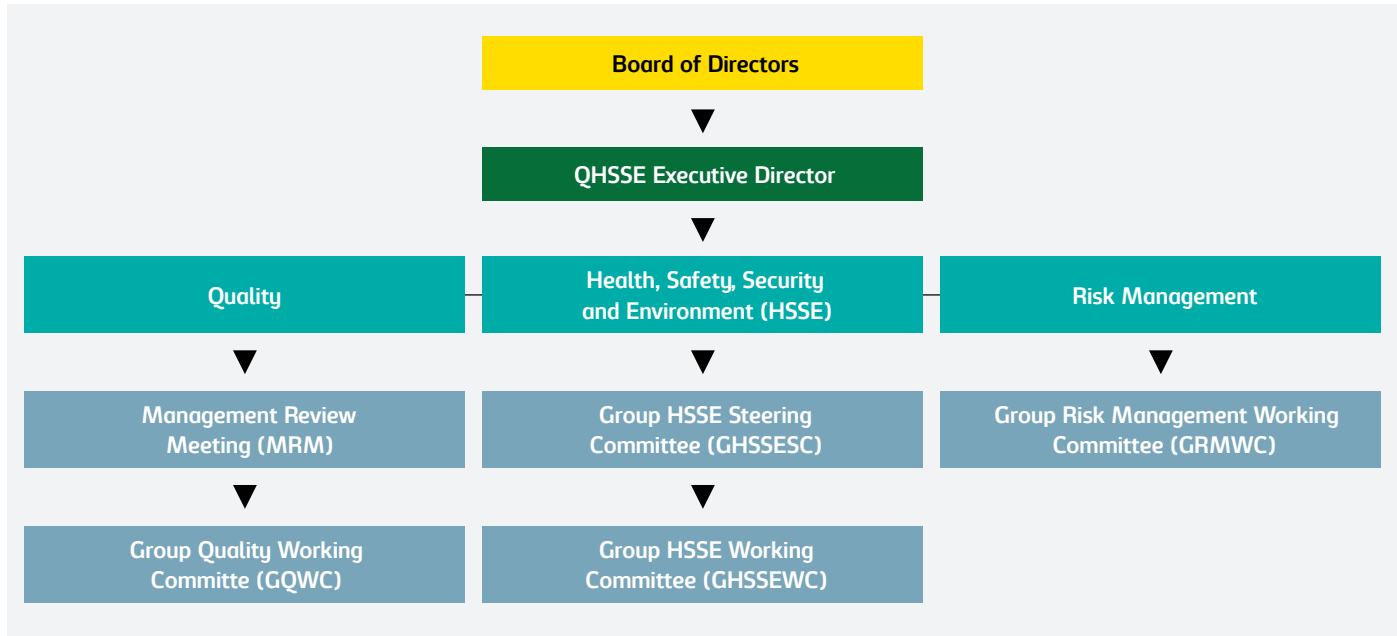 Board of Directors
QHSSE Executive Director
Quality
Health, Safety, Security
and Environment (HSSE)
Risk Management
Management Review
Meeting (MRM)
Group HSSE Steering
Committee (GHSSESC)
Group Risk Management Working
Committee (GRMWC)
Group Quality Working
Committe (GQWC)
Group HSSE Working
Committee (GHSSEWC)